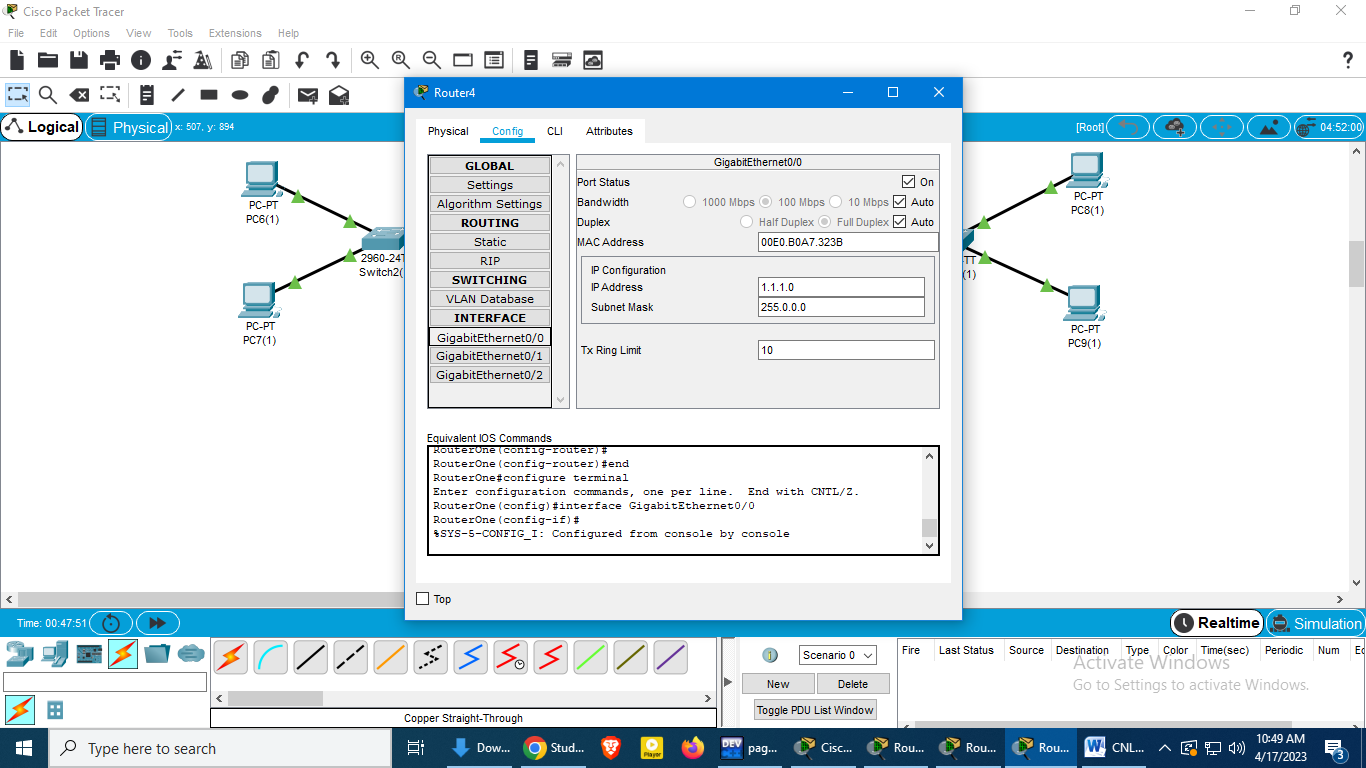 Cisco Packet Tracer
File Edit Options View Tools Extensions Help
?
Logical Physical x: 507, y: 894
[Root] 04:52:00
PC-PT
PC6(1)
2960-24T
Switch2(
PC-PT
PC7(1)
Router4
Physical Config CLI Attributes
GLOBAL
Settings
Algorithm Settings
ROUTING
Static
RIP
SWITCHING
VLAN Database
INTERFACE
GigabitEthernet0/0
GigabitEthernet0/1
GigabitEthernet0/2
GigabitEthernet0/0
Port Status On
Bandwidth 1000 Mbps 100 Mbps 10 Mbps Auto
Duplex Half Duplex Full Duplex Auto
MAC Address 00E0.B0A7.323B
IP Configuration
IP Address 1.1.1.0
Subnet Mask 255.0.0.0
Tx Ring Limit 10
Equivalent IOS Commands
RouterOne(config-router)#
RouterOne(config-router)#end
RouterOne#configure terminal
Enter configuration commands, one per line. End with CNTL/Z.
RouterOne(config)#interface GigabitEthernet0/0
RouterOne(config-if)#
%SYS-5-CONFIG_I: Configured from console by console
Top
PC-PT
PC8(1)
TT
(1)
PC-PT
PC9(1)
Time: 00:47:51
Realtime Simulation
Copper Straight-Through
Scenario 0
New Delete
Toggle PDU List Window
Fire Last Status Source Destination Type Color Time(sec) Periodic Num Ec
Activate Windows
Go to Settings to activate Windows.
Type here to search
Dow... Stud... Player DEV pag... Cisc... Rou... Rou... Rou... W CNL...
10:49 AM
4/17/2023
3